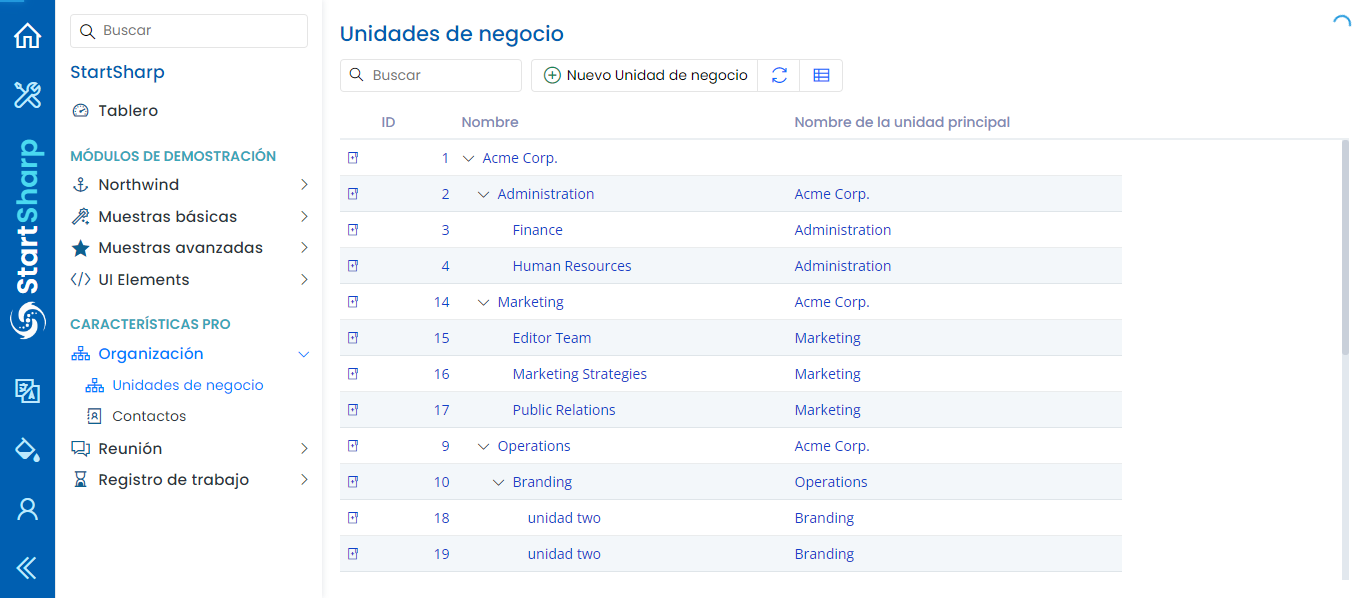 StartSharp
Buscar
StartSharp
Tablero
MÓDULOS DE DEMOSTRACIÓN
Northwind
Muestras básicas
Muestras avanzadas
UI Elements
CARACTERÍSTICAS PRO
Organización
Unidades de negocio
Contactos
Reunión
Registro de trabajo
Unidades de negocio
Buscar
Nuevo Unidad de negocio
ID Nombre Nombre de la unidad principal
1 Acme Corp.
2 Administration Acme Corp.
3 Finance Administration
4 Human Resources Administration
14 Marketing Acme Corp.
15 Editor Team Marketing
16 Marketing Strategies Marketing
17 Public Relations Marketing
9 Operations Acme Corp.
10 Branding Operations
18 unidad two Branding
19 unidad two Branding